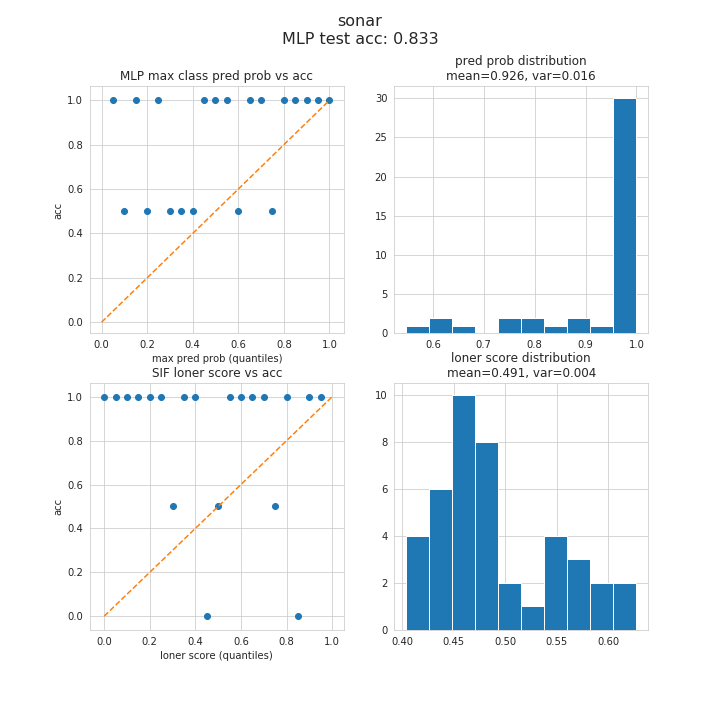 sonar
MLP test acc: 0.833
MLP max class pred prob vs acc
1.0
0.8
0.6
0.4
0.2
0.0
acc
0.0 0.2 0.4 0.6 0.8 1.0
max pred prob (quantiles)
pred prob distribution
mean=0.926, var=0.016
30
25
20
15
10
5
0
0.6 0.7 0.8 0.9 1.0
SIF loner score vs acc
1.0
0.8
0.6
0.4
0.2
0.0
acc
0.0 0.2 0.4 0.6 0.8 1.0
loner score (quantiles)
loner score distribution
mean=0.491, var=0.004
10
8
6
4
2
0
0.40 0.45 0.50 0.55 0.60